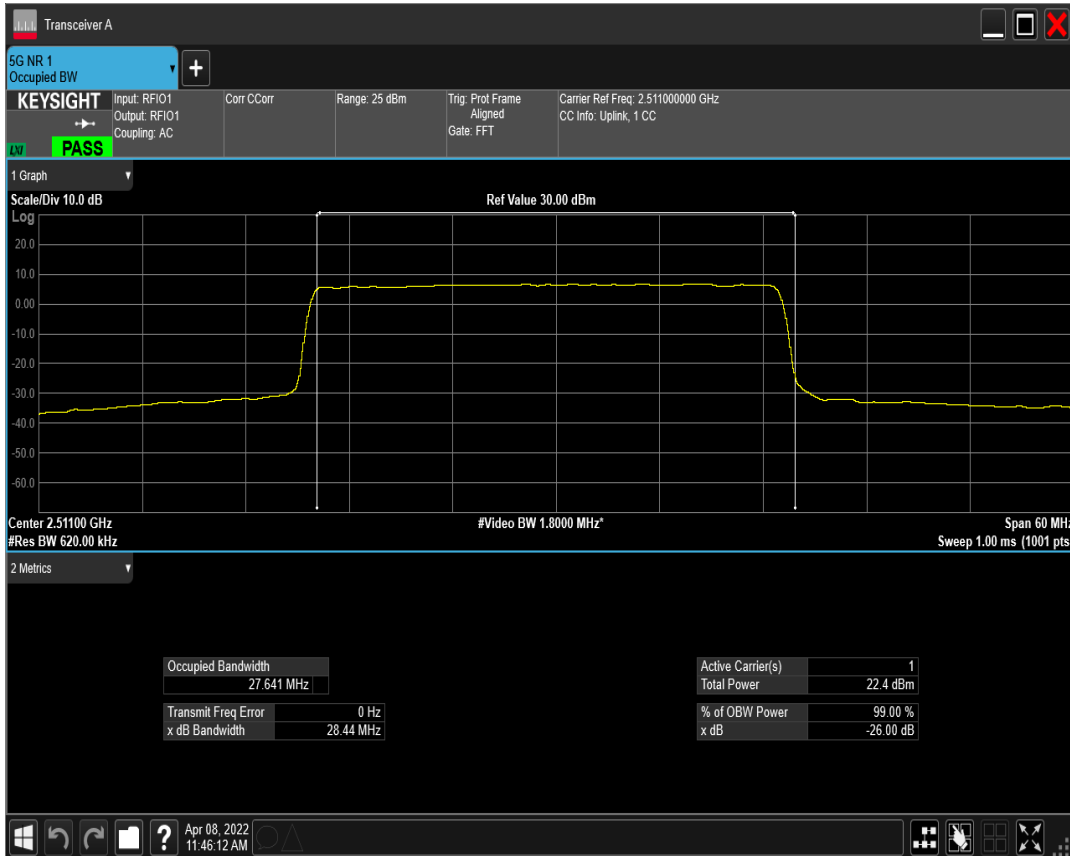 Transceiver A
5G NR 1
Occupied BW
+
KEYSIGHT
LXI
PASS
Input: RFIO1
Output: RFIO1
Coupling: AC
Corr CCorr
Range: 25 dBm
Trig: Prot Frame
Aligned
Gate: FFT
Carrier Ref Freq: 2.511000000 GHz
CC Info: Uplink, 1 CC
1 Graph
Scale/Div 10.0 dB
Ref Value 30.00 dBm
Log
20.0
10.0
0.00
-10.0
-20.0
-30.0
-40.0
-50.0
-60.0
Center 2.51100 GHz
#Video BW 1.8000 MHz*
Span 60 MHz
#Res BW 620.00 kHz
Sweep 1.00 ms (1001 pts
2 Metrics
Occupied Bandwidth
27.641 MHz
Transmit Freq Error 0 Hz
x dB Bandwidth 28.44 MHz
Active Carrier(s) 1
Total Power 22.4 dBm
% of OBW Power 99.00 %
x dB -26.00 dB
?
Apr 08, 2022
11:46:12 AM